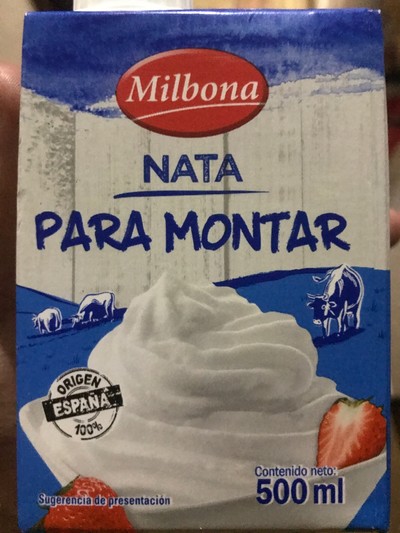 Milbona
NATA
PARA MONTAR
ORIGEN
ESPAÑA
100%
Contenido neto:
500 ml
Sugerencia de presentación